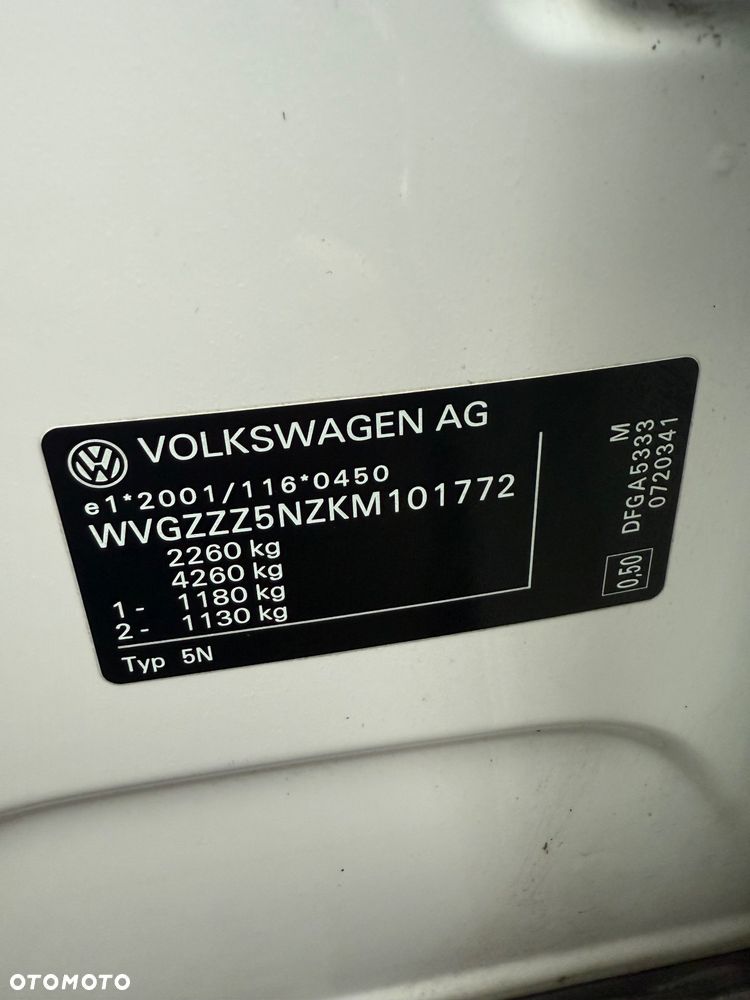 VOLKSWAGEN AG
e1*2001/116*0450
WVGZZZ5NZKM101772
2260 kg
4260 kg
1 - 1180 kg
2 - 1130 kg
Typ 5N
M
DFGA5333
0720341
0,50
OTOMOTO